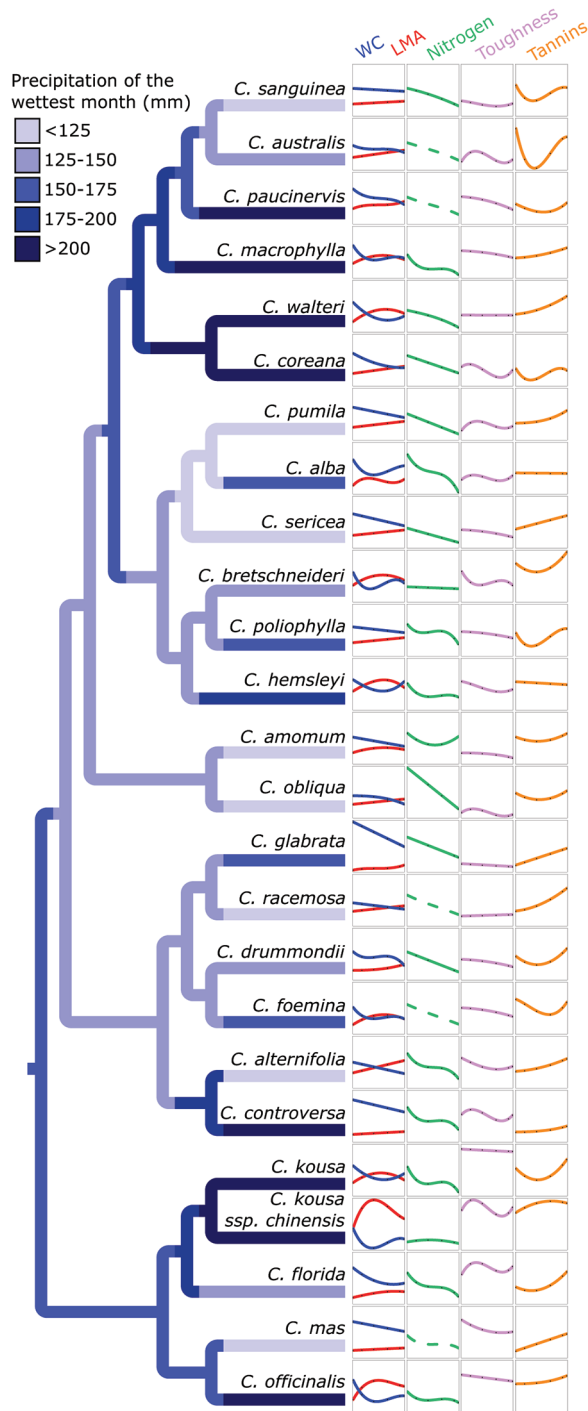 WC
LMA
Nitrogen
Toughness
Tannins
Precipitation of the
wettest month (mm)
<125
125-150
150-175
175-200
>200
C. sanguinea
C. australis
C. paucinervis
C. macrophylla
C. walteri
C. coreana
C. pumila
C. alba
C. sericea
C. bretschneideri
C. poliophylla
C. hemsleyi
C. amomum
C. obliqua
C. glabrata
C. racemosa
C. drummondii
C. foemina
C. alternifolia
C. controversa
C. kousa
C. kousa
ssp. chinensis
C. florida
C. mas
C. officinalis